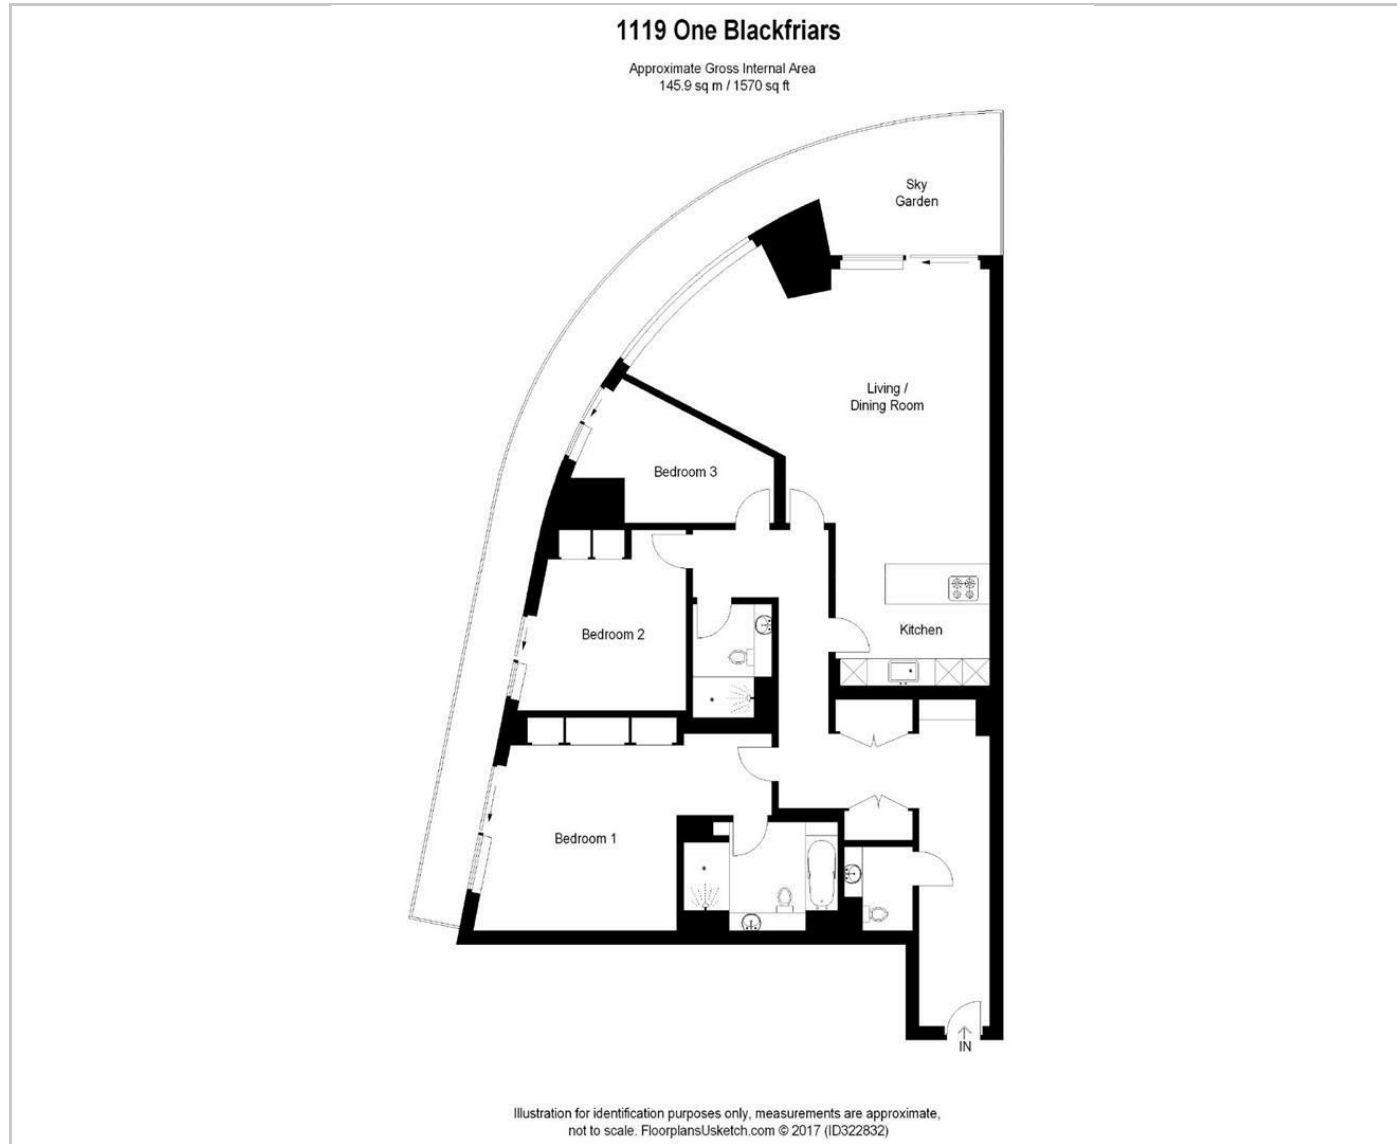 1119 One Blackfriars
Approximate Gross Internal Area
145.9 sq m / 1570 sq ft
Sky
Garden
Living /
Dining Room
Bedroom 3
Kitchen
Bedroom 2
Bedroom 1
IN
Illustration for identification purposes only, measurements are approximate,
not to scale. FloorplansUsketch.com © 2017 (ID322832)